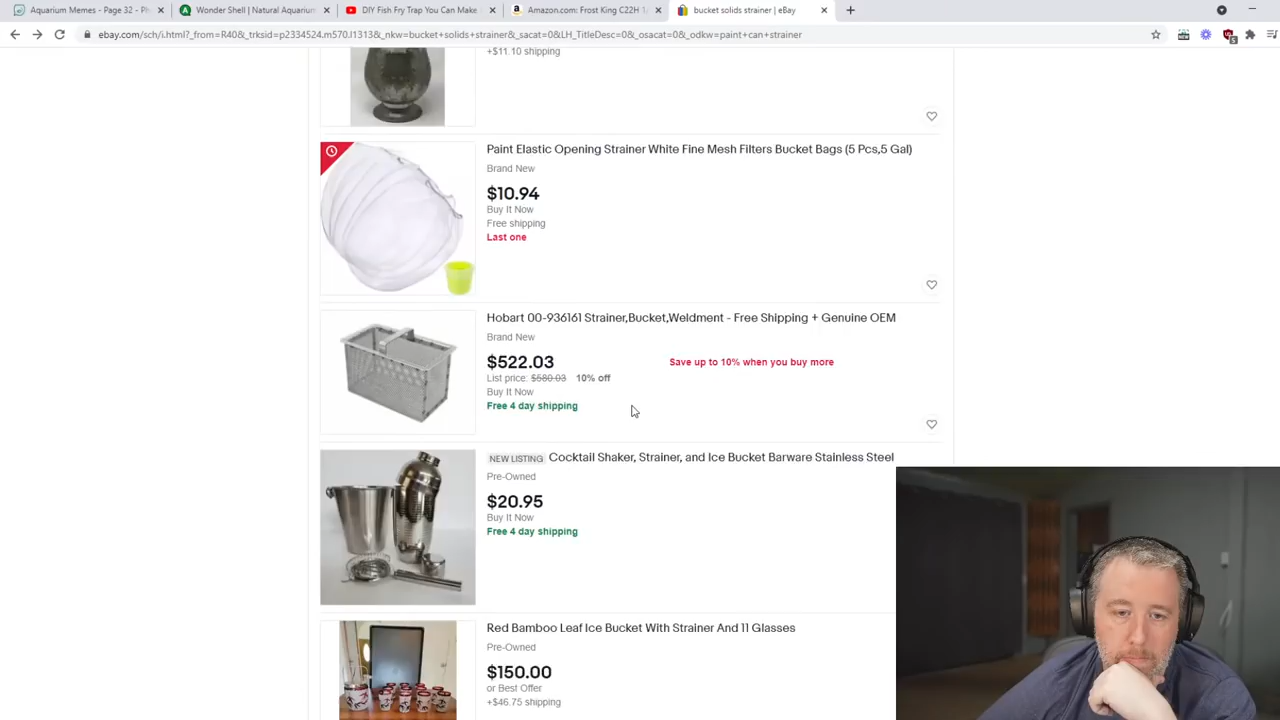 Aquarium Memes - Page 32 - Pl
Wonder Shell | Natural Aquarium
DIY Fish Fry Trap You Can Make
Amazon.com: Frost King C22H 1/
bucket solids strainer | eBay
ebay.com/sch/i.html?_from=R40&_trksid=p2334524.m570.l1313&_nkw=bucket+solids+strainer&_sacat=0&LH_TitleDesc=0&_osacat=0&_odkw=paint+can+strainer
+$11.10 shipping
Paint Elastic Opening Strainer White Fine Mesh Filters Bucket Bags (5 Pcs,5 Gal)
Brand New
$10.94
Buy It Now
Free shipping
Last one
Hobart 00-936161 Strainer,Bucket,Weldment - Free Shipping + Genuine OEM
Brand New
$522.03
Save up to 10% when you buy more
List price: $580.03 10% off
Buy It Now
Free 4 day shipping
NEW LISTING Cocktail Shaker, Strainer, and Ice Bucket Barware Stainless Steel
Pre-Owned
$20.95
Buy It Now
Free 4 day shipping
Red Bamboo Leaf Ice Bucket With Strainer And 11 Glasses
Pre-Owned
$150.00
or Best Offer
+$46.75 shipping